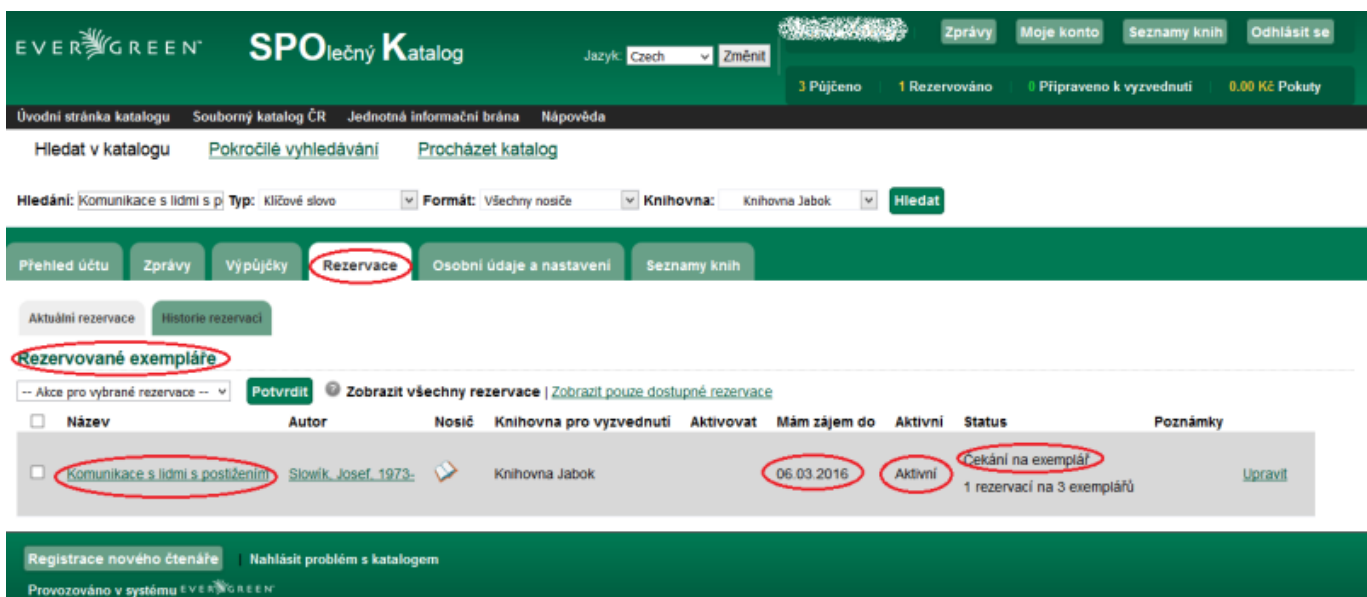 EVERGREEN SPOlečný Katalog Jazyk: Czech Změnit Zprávy Moje konto Seznamy knih Odhlásit se
3 Půjčeno 1 Rezervováno 0 Připraveno k vyzvednutí 0.00 Kč Pokuty
Úvodní stránka katalogu Souborný katalog ČR Jednotná informační brána Nápověda
Hledat v katalogu Pokročilé vyhledávání Procházet katalog
Hledání: Komunikace s lidmi s p Typ: Klíčové slovo Formát: Všechny nosiče Knihovna: Knihovna Jabok Hledat
Přehled účtu Zprávy Výpůjčky Rezervace Osobní údaje a nastavení Seznamy knih
Aktuální rezervace Historie rezervací
Rezervované exempláře
-- Akce pro vybrané rezervace -- Potvrdit Zobrazit všechny rezervace | Zobrazit pouze dostupné rezervace
Název Autor Nosič Knihovna pro vyzvednutí Aktivovat Mám zájem do Aktivní Status Poznámky
Komunikace s lidmi s postižením Slowík, Josef, 1973- Knihovna Jabok 06.03.2016 Aktivní Čekání na exemplář
1 rezervací na 3 exemplářů Upravit
Registrace nového čtenáře | Nahlásit problém s katalogem
Provozováno v systému EVERGREEN